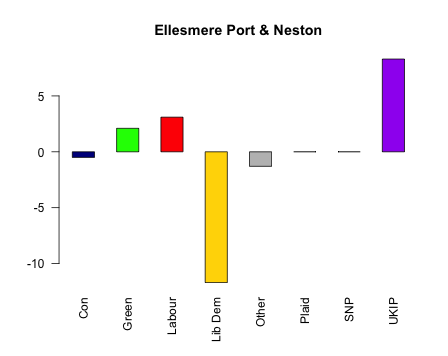 Ellesmere Port & Neston
5
0
-5
-10
Con
Green
Labour
Lib Dem
Other
Plaid
SNP
UKIP